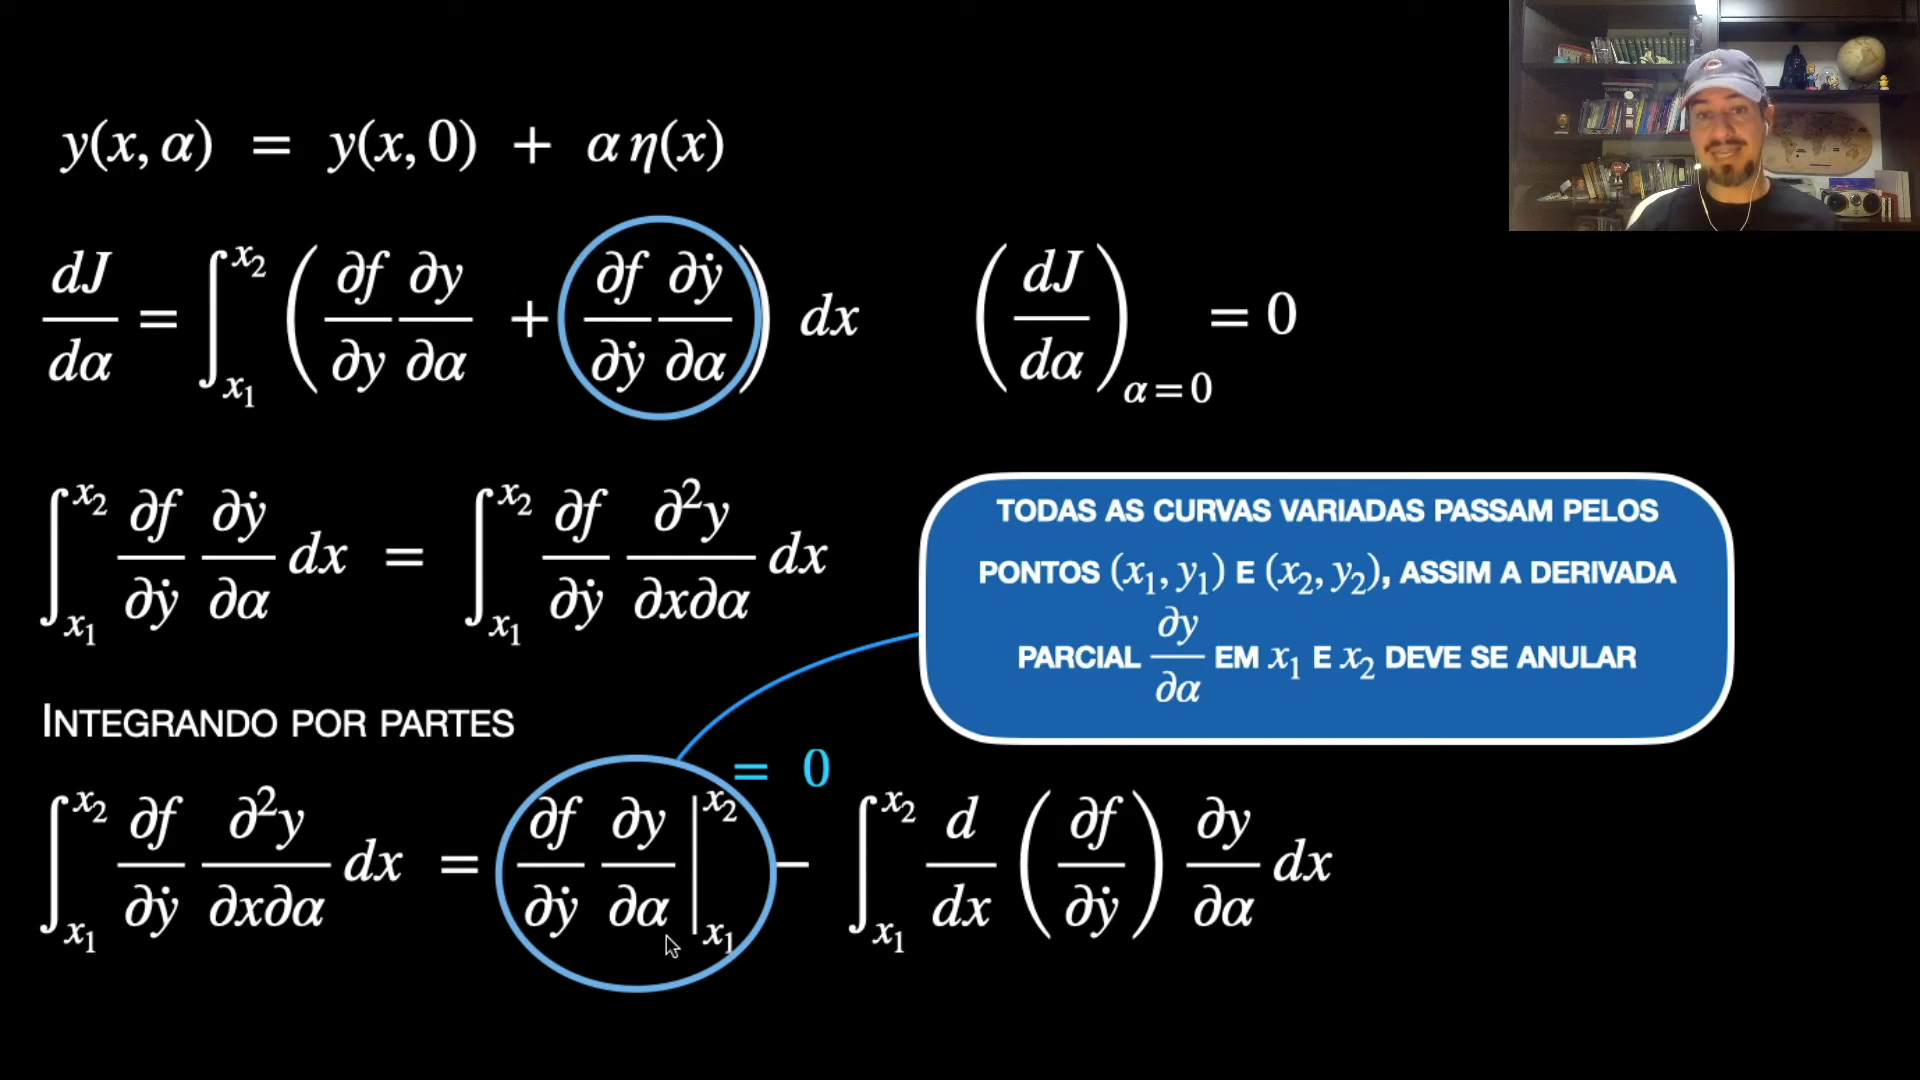 y(x, α) = y(x, 0) + α η(x)
dJ/dα = ∫_{x₁}^{x₂} ( ∂f/∂y ∂y/∂α + ∂f/∂ẏ ∂ẏ/∂α ) dx
( dJ/dα )_{α=0} = 0
∫_{x₁}^{x₂} ∂f/∂ẏ ∂ẏ/∂α dx = ∫_{x₁}^{x₂} ∂f/∂ẏ ∂²y/∂x∂α dx
TODAS AS CURVAS VARIADAS PASSAM PELOS
PONTOS (x₁, y₁) E (x₂, y₂), ASSIM A DERIVADA
PARCIAL ∂y/∂α EM x₁ E x₂ DEVE SE ANULAR
INTEGRANDO POR PARTES
= 0
∫_{x₁}^{x₂} ∂f/∂ẏ ∂²y/∂x∂α dx = ∂f/∂ẏ ∂y/∂α |_{x₁}^{x₂} − ∫_{x₁}^{x₂} d/dx ( ∂f/∂ẏ ) ∂y/∂α dx